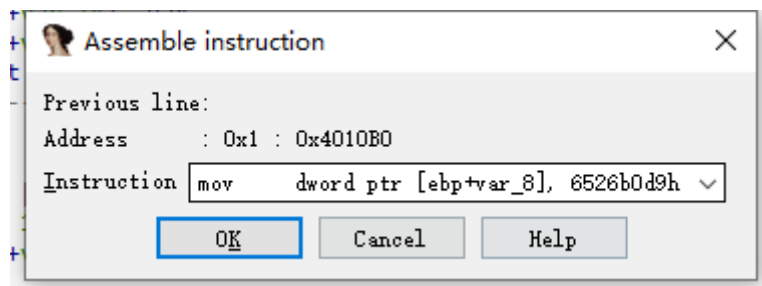 Assemble instruction
Previous line:
Address : 0x1 : 0x4010B0
Instruction mov dword ptr [ebp+var_8], 6526b0d9h
OK Cancel Help